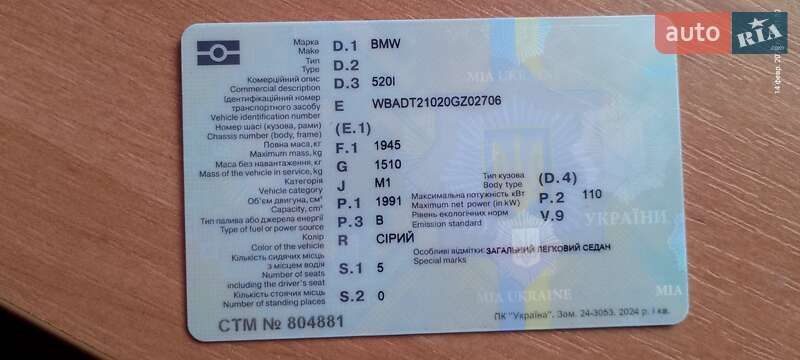 auto RIA
14 февр. 20
Марка
Make D.1 BMW
Тип
Type D.2
Комерційний опис
Commercial description D.3 520I
Ідентифікаційний номер
транспортного засобу E WBADT21020GZ02706
Vehicle identification number
Номер шасі (кузова, рами) (E.1)
Chassis number (body, frame)
Повна маса, кг F.1 1945
Maximum mass, kg
Маса без навантаження, кг G 1510
Mass of the vehicle in service, kg
Категорія J M1
Vehicle category
Тип кузова (D.4)
Body type
Об'єм двигуна, см³ P.1 1991
Capacity, cm³
Максимальна потужність кВт P.2 110
Maximum net power (in kW)
Тип палива або джерела енергії P.3 B
Type of fuel or power source
Рівень екологічних норм V.9
Emission standard
Колір R СІРИЙ
Color of the vehicle
Особливі відмітки: ЗАГАЛЬНИЙ ЛЕГКОВИЙ СЕДАН
Special marks
Кількість сидячих місць
з місцем водія S.1 5
Number of seats
including the driver's seat
Кількість стоячих місць S.2 0
Number of standing places
СТМ № 804881
ПК "Україна". Зам. 24-3053. 2024 р. І кв.
MIA UKRAINE
УКРАЇНИ
MIA UKRAINE